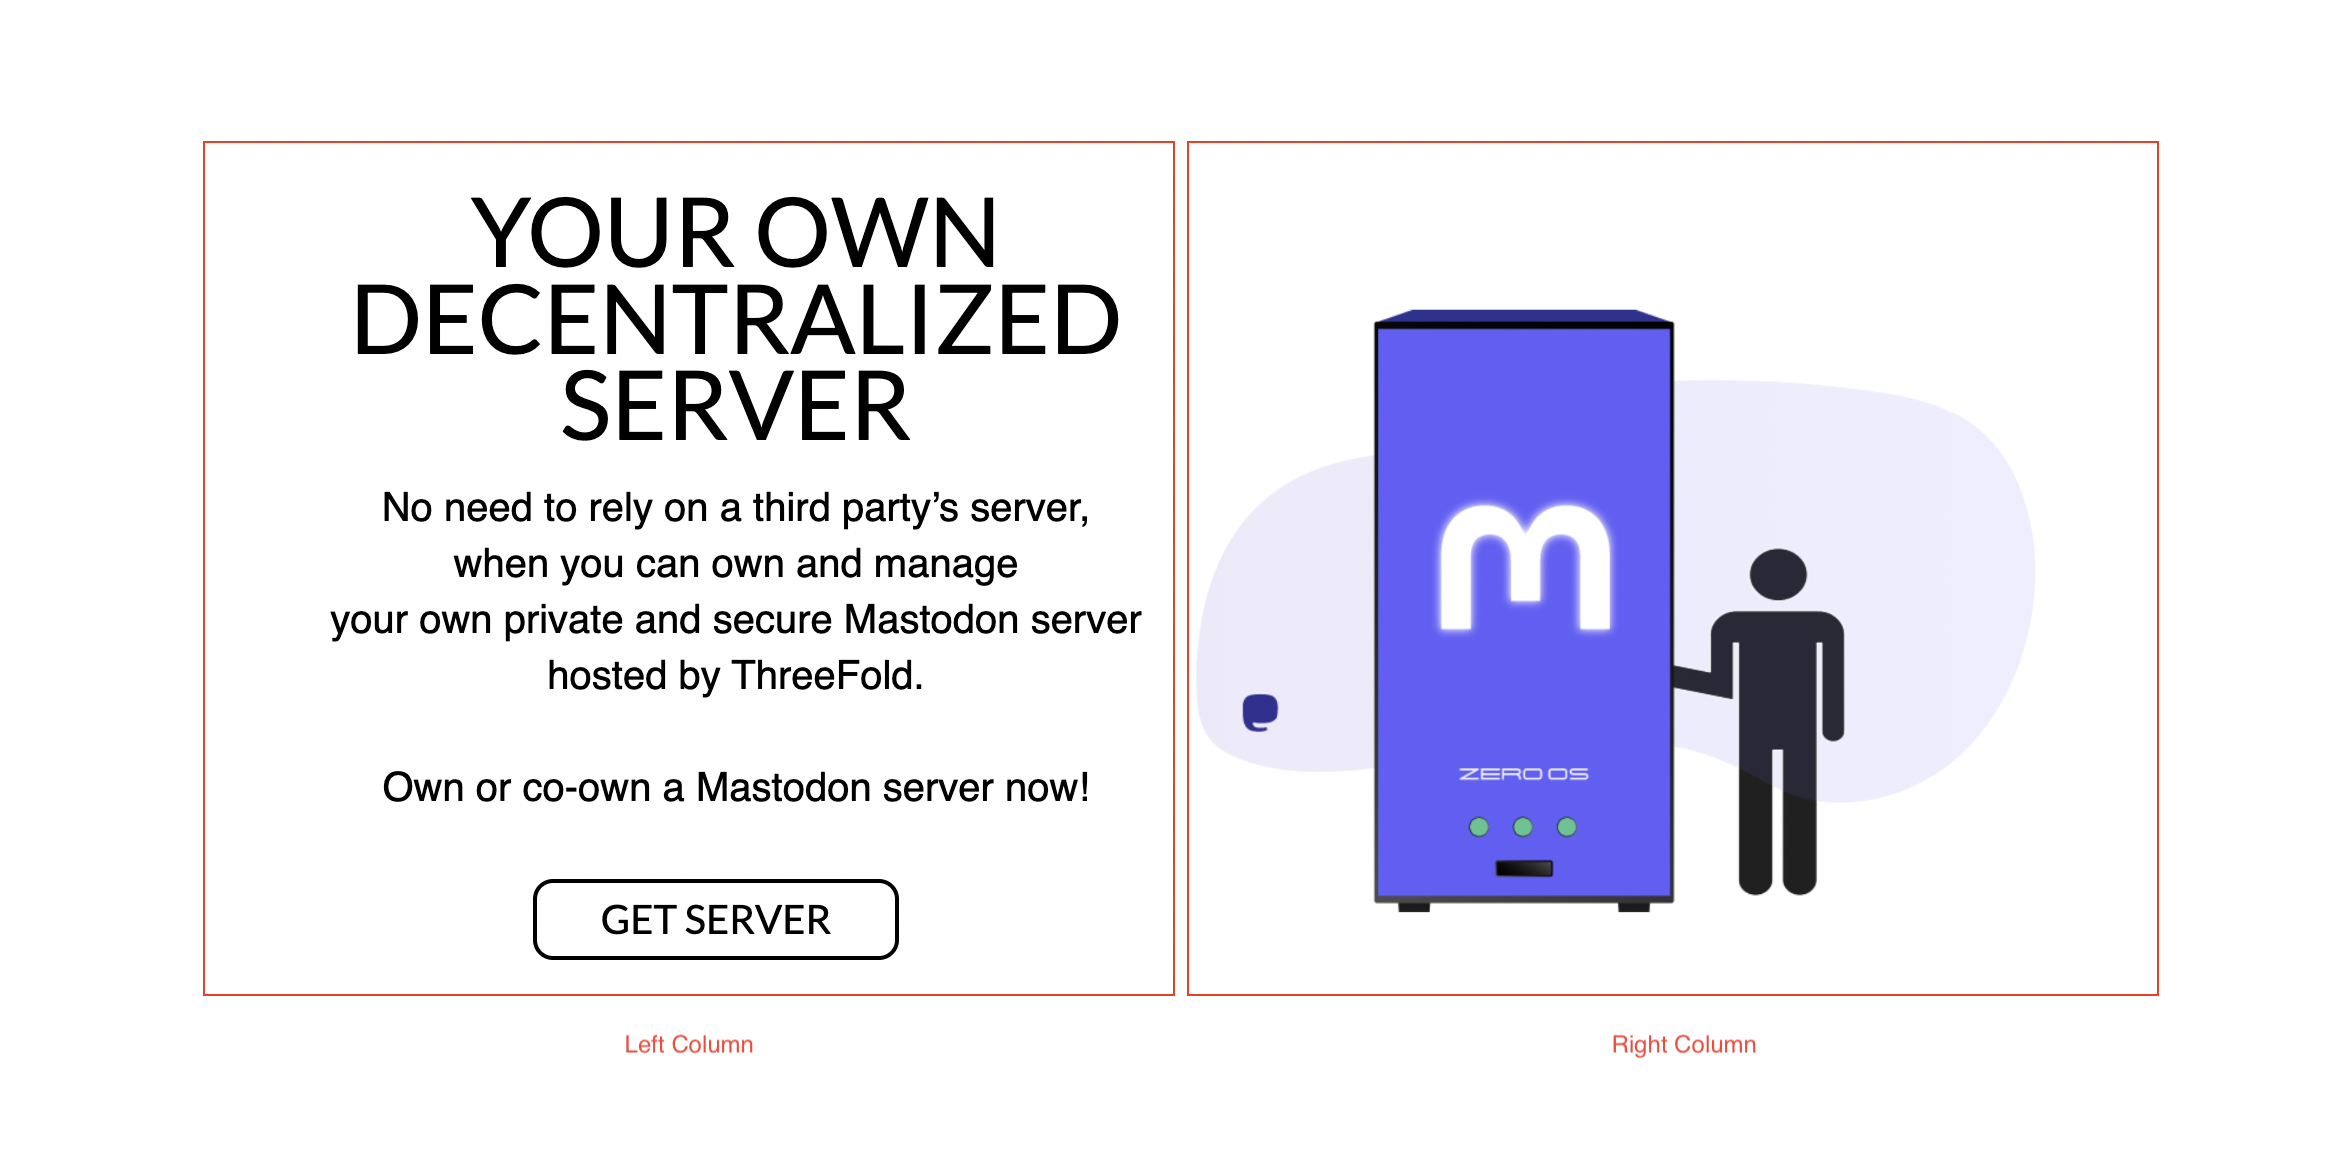 YOUR OWN
DECENTRALIZED
SERVER
No need to rely on a third party’s server,
when you can own and manage
your own private and secure Mastodon server
hosted by ThreeFold.
Own or co-own a Mastodon server now!
GET SERVER
Left Column
m
ZERO OS
Right Column